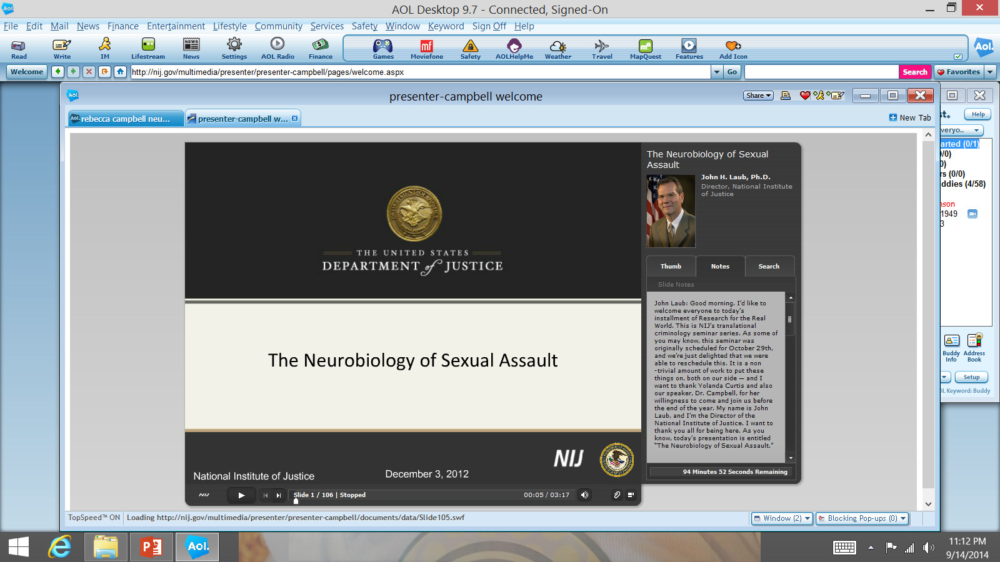 AOL Desktop 9.7 - Connected, Signed-On
File Edit Mail News Finance Entertainment Lifestyle Community Services Safety Window Keyword Sign Off Help
Read Write IM Lifestream News Settings AOL Radio Finance Games Moviefone Safety AOLHelpMe Weather Travel MapQuest Features Add Icon
Aol.
Welcome http://nij.gov/multimedia/presenter/presenter-campbell/pages/welcome.aspx Go Search Favorites
Aol. presenter-campbell welcome Share
Aol. rebecca campbell neu... presenter-campbell w... New Tab
THE UNITED STATES
DEPARTMENT of JUSTICE
The Neurobiology of Sexual Assault
NIJ
National Institute of Justice December 3, 2012
Slide 1 / 106 | Stopped 00:05 / 03:17
The Neurobiology of Sexual
Assault
John H. Laub, Ph.D.
Director, National Institute
of Justice
Thumb Notes Search
Slide Notes
John Laub: Good morning. I'd like to
welcome everyone to today's
installment of Research for the Real
World. This is NIJ's translational
criminology seminar series. As some of
you may know, this seminar was
originally scheduled for October 29th,
and we're just delighted that we were
able to reschedule this. It is a non
-trivial amount of work to put these
things on, both on our side — and I
want to thank Yolanda Curtis and also
our speaker, Dr. Campbell, for her
willingness to come and join us before
the end of the year. My name is John
Laub, and I'm the Director of the
National Institute of Justice. I want to
thank you all for being here. As you
know, today's presentation is entitled
"The Neurobiology of Sexual Assault."
94 Minutes 52 Seconds Remaining
st. Help
veryo..
arted (0/1)
/0)
0)
rs (0/0)
ddies (4/58)
nson
1949
3
Buddy Info Address Book
Setup
OL Keyword: Buddy
TopSpeed™ ON Loading http://nij.gov/multimedia/presenter/presenter-campbell/documents/data/Slide105.swf Window (2) Blocking Pop-ups (0)
Aol.
11:12 PM
9/14/2014